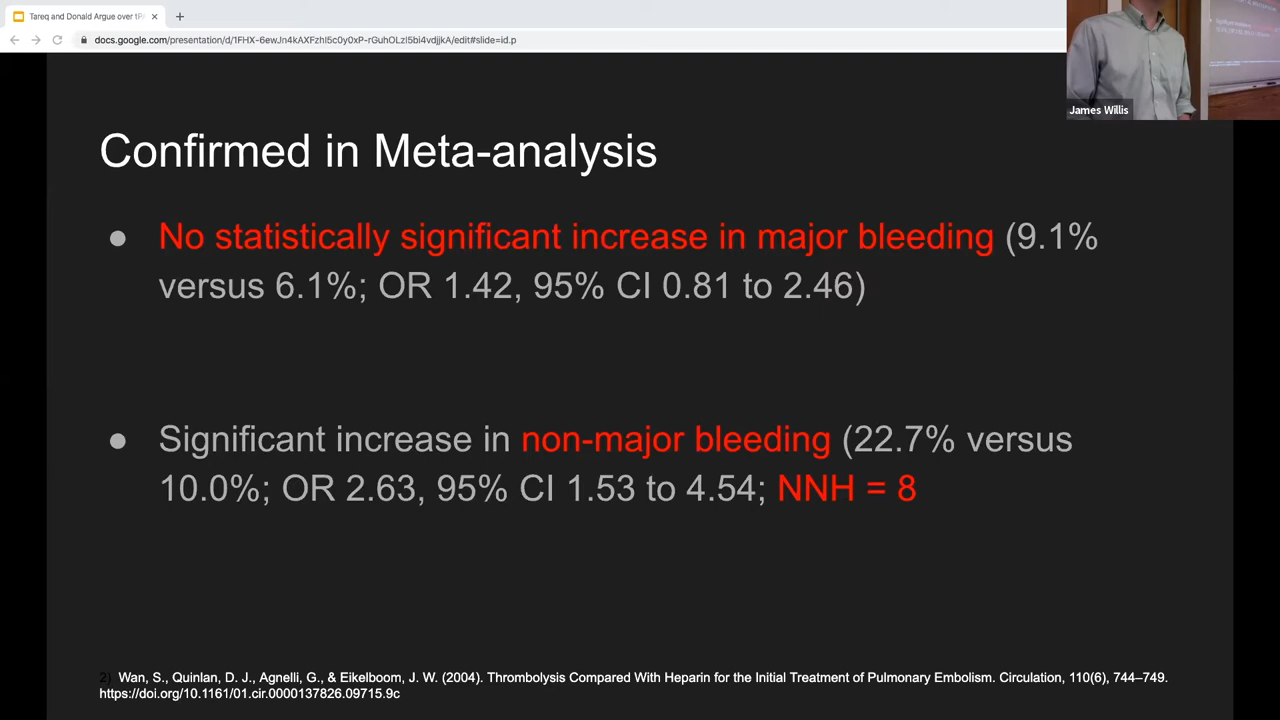 Tareq and Donald Argue over tP
docs.google.com/presentation/d/1FHX-6ewJn4kAXFzhI5c0y0xP-rGuhOLzI5bi4vdjjkA/edit#slide=id.p
James Willis
Confirmed in Meta-analysis
● No statistically significant increase in major bleeding (9.1%
versus 6.1%; OR 1.42, 95% CI 0.81 to 2.46)
● Significant increase in non-major bleeding (22.7% versus
10.0%; OR 2.63, 95% CI 1.53 to 4.54; NNH = 8
2) Wan, S., Quinlan, D. J., Agnelli, G., & Eikelboom, J. W. (2004). Thrombolysis Compared With Heparin for the Initial Treatment of Pulmonary Embolism. Circulation, 110(6), 744–749.
https://doi.org/10.1161/01.cir.0000137826.09715.9c